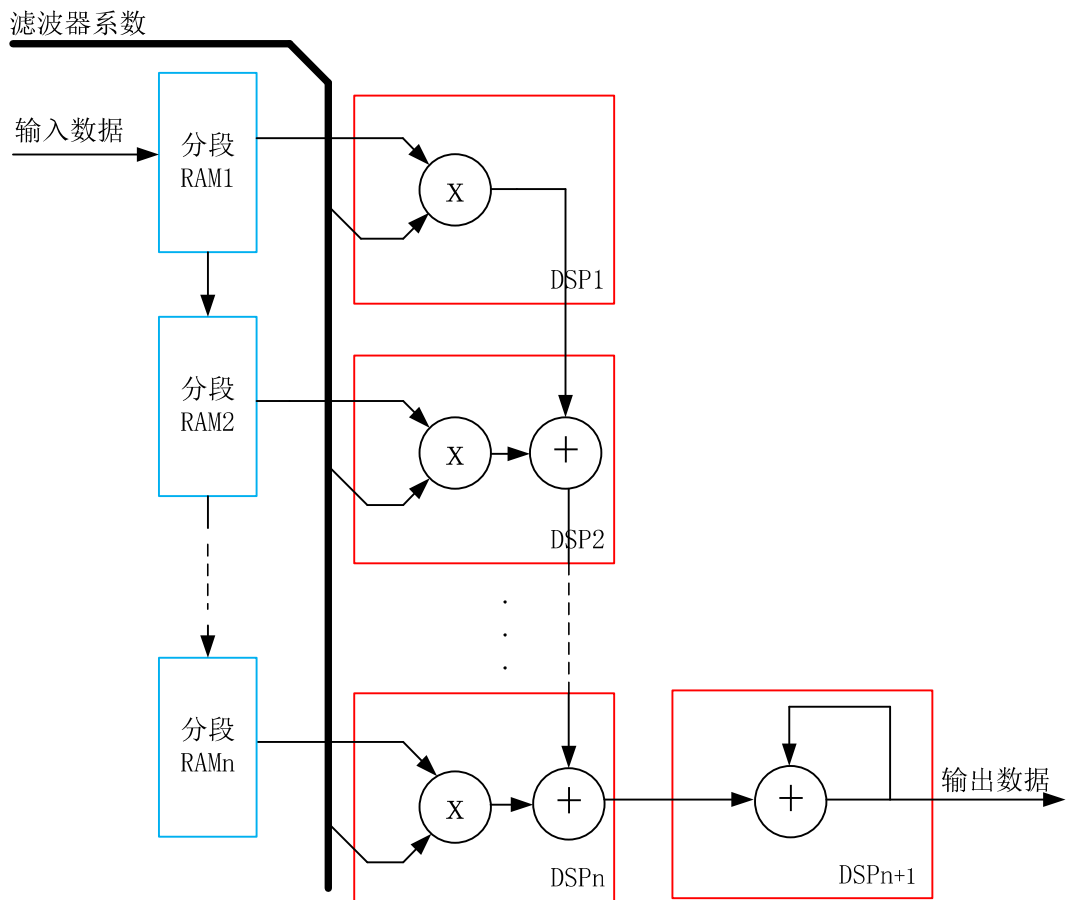 滤波器系数
输入数据
分段
RAM1
X
DSP1
分段
RAM2
X
+
DSP2
分段
RAMn
X
+
DSPn
+
输出数据
DSPn+1